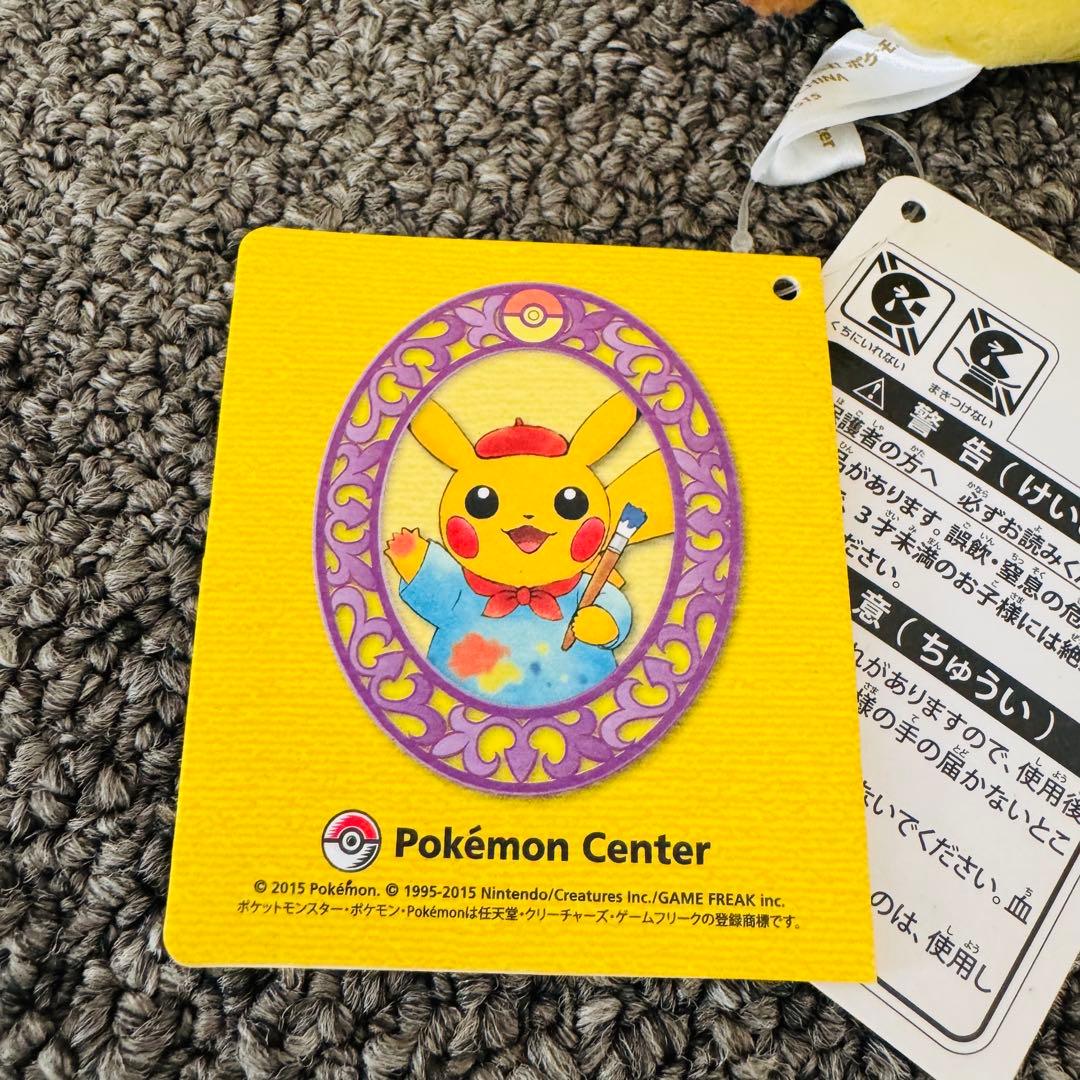 Pokémon Center
© 2015 Pokémon. © 1995-2015 Nintendo/Creatures Inc./GAME FREAK inc.
ポケットモンスター・ポケモン・Pokémonは任天堂・クリーチャーズ・ゲームフリークの登録商標です。
ポケモ
くちにいれない
まきつけない
警告(けい
護者の方へ 必ずお読みく
があります。誤飲・窒息の危
3才未満のお子様には絶
ださい。
意(ちゅうい)
れがありますので、使用後
様の手の届かないとこ
ないでください。血
のは、使用し